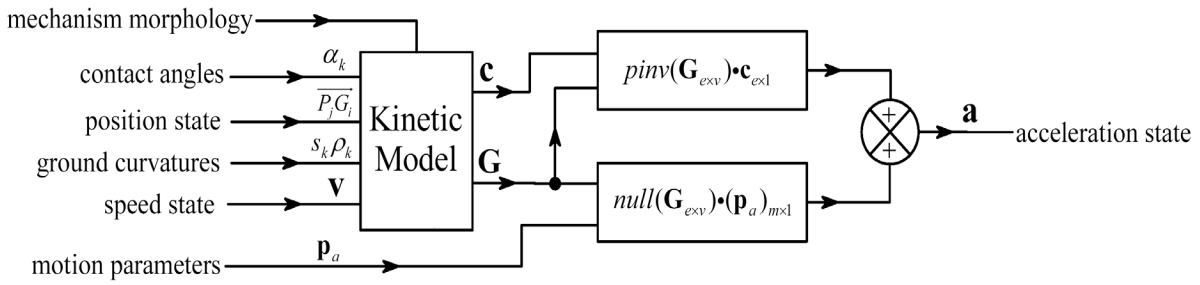 mechanism morphology
contact angles
α_k
position state
\overrightarrow{P_jG_i}
ground curvatures
s_kρ_k
speed state
v
motion parameters
p_a
Kinetic
Model
c
G
pinv(G_{e×v})•c_{e×1}
null(G_{e×v})•(p_a)_{m×1}
+
+
a
acceleration state